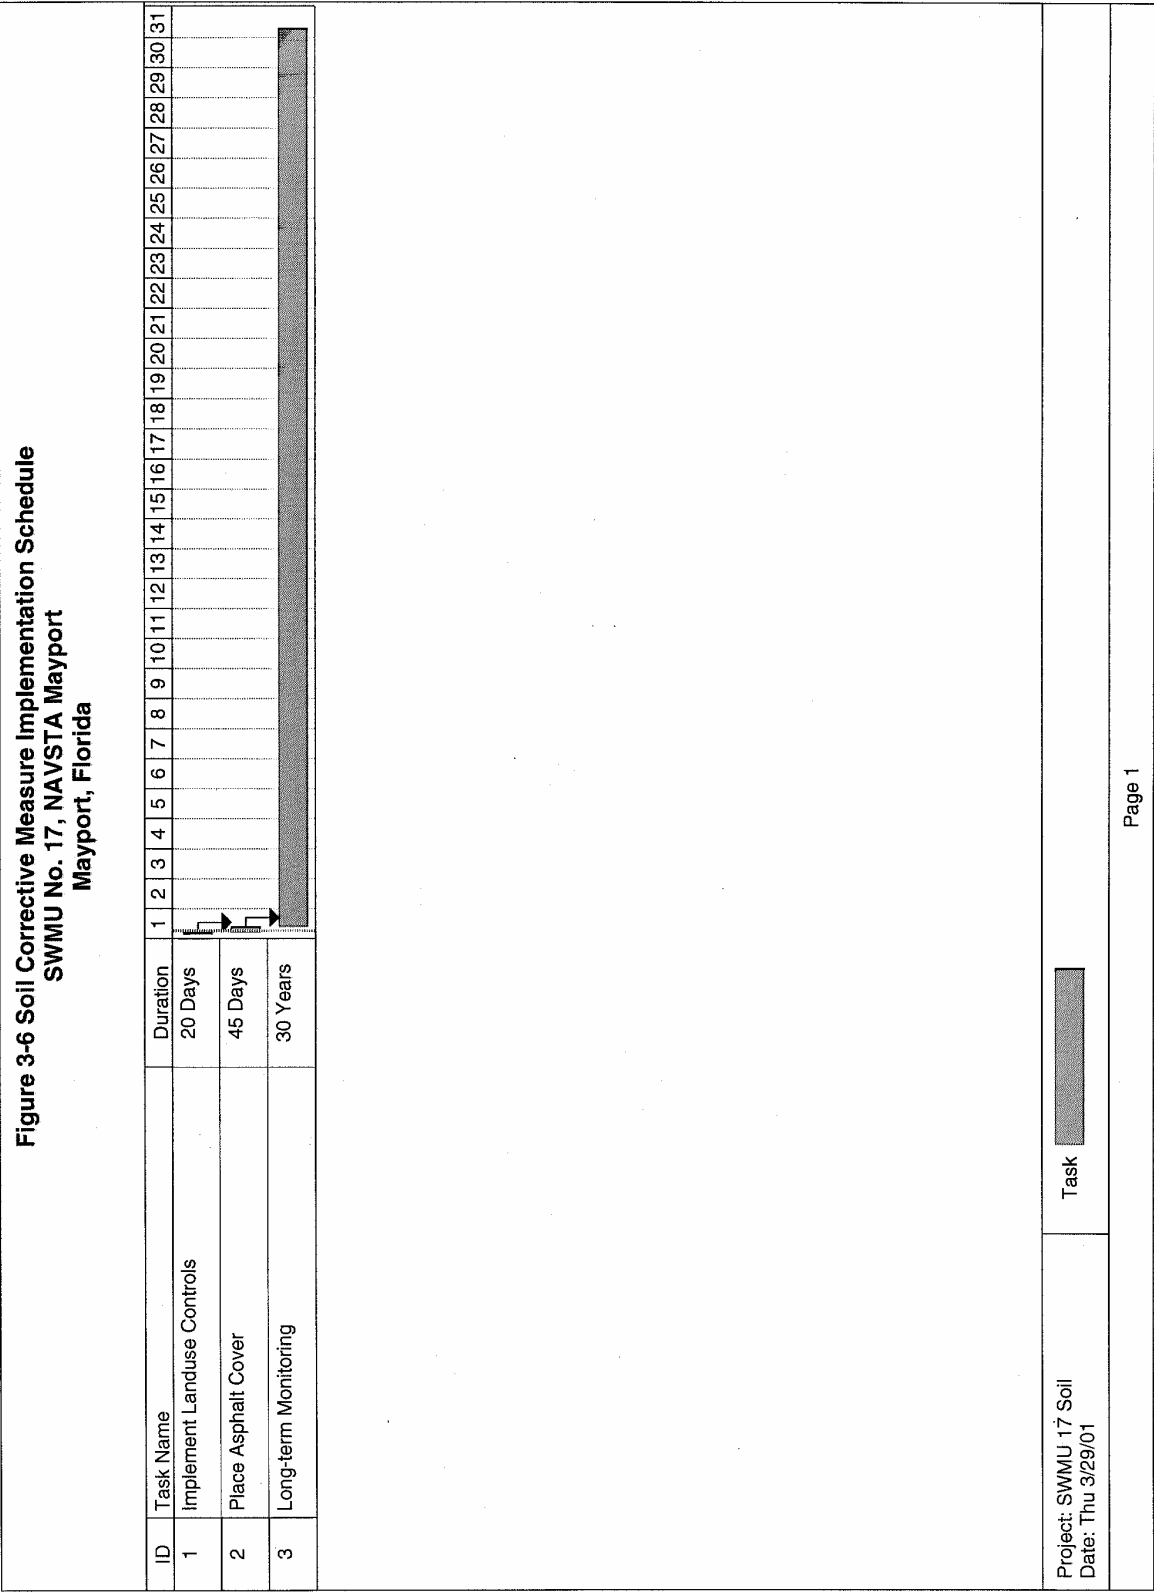 Figure 3-6 Soil Corrective Measure Implementation Schedule
SWMU No. 17, NAVSTA Mayport
Mayport, Florida
ID Task Name Duration 1 2 3 4 5 6 7 8 9 10 11 12 13 14 15 16 17 18 19 20 21 22 23 24 25 26 27 28 29 30 31
1 Implement Landuse Controls 20 Days
2 Place Asphalt Cover 45 Days
3 Long-term Monitoring 30 Years
Project: SWMU 17 Soil
Date: Thu 3/29/01
Task
Page 1